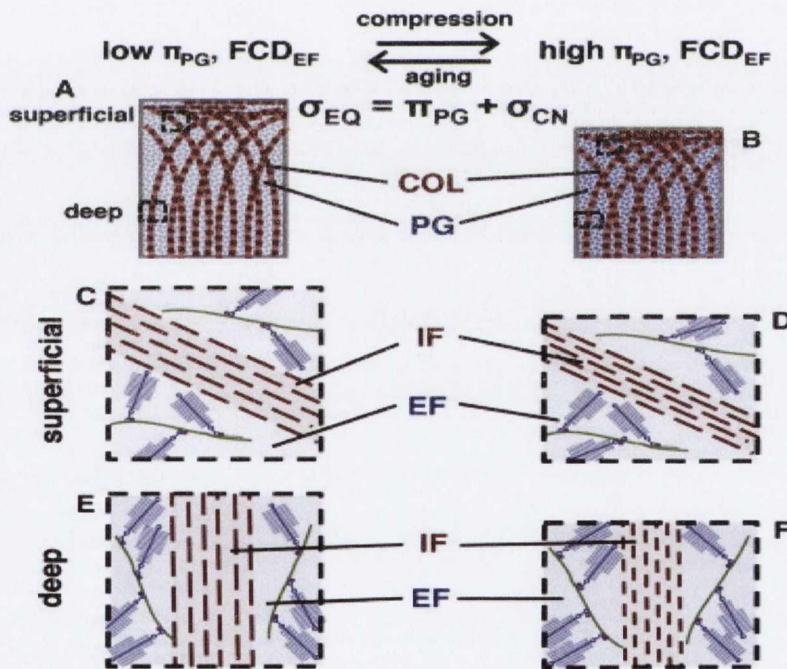 compression
low π_PG, FCD_EF high π_PG, FCD_EF
aging
A
superficial
σ_EQ = π_PG + σ_CN
B
COL
deep
PG
C
D
superficial
IF
EF
E
F
deep
IF
EF